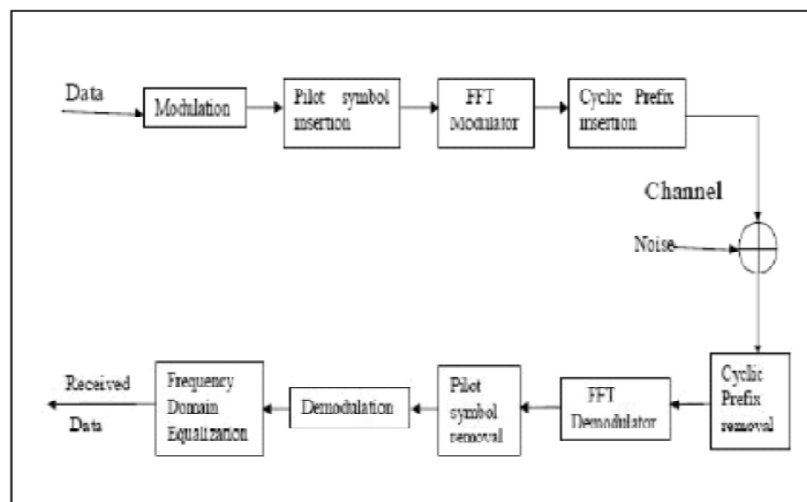 Data
Modulation
Pilot symbol
insertion
FFT
Modulator
Cyclic Prefix
insertion
Channel
Noise
Cyclic
Prefix
removal
FFT
Demodulator
Pilot
symbol
removal
Demodulation
Frequency
Domain
Equalization
Received
Data